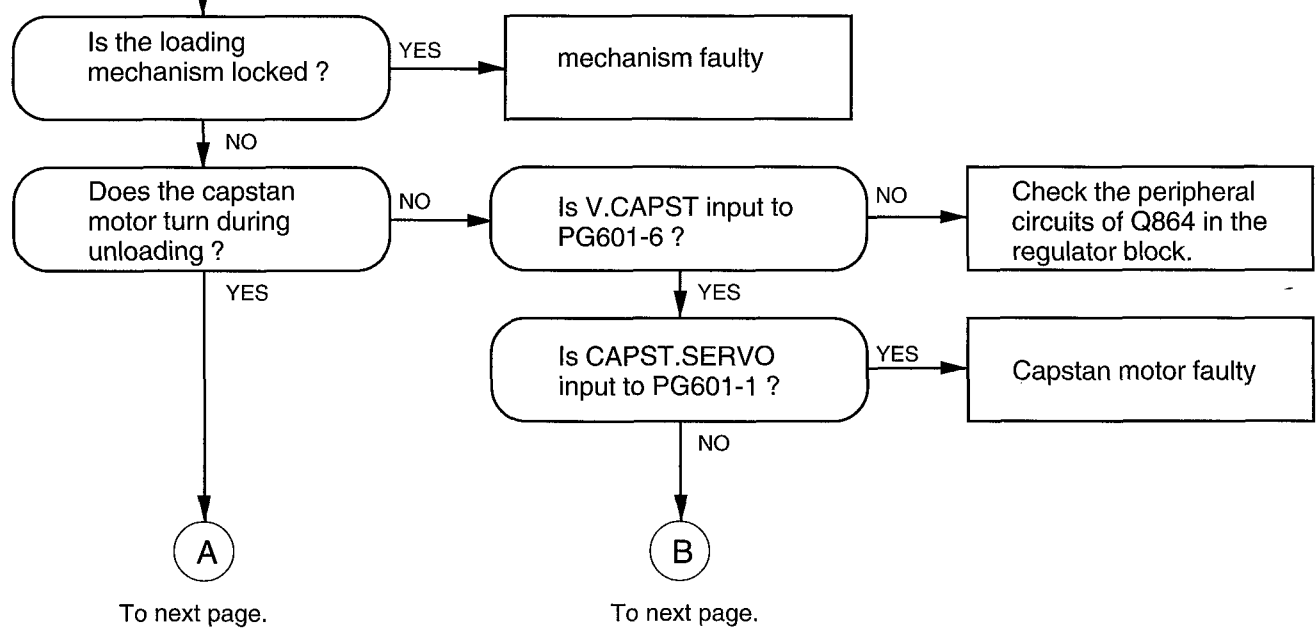 Is the loading
mechanism locked ?
YES
mechanism faulty
NO
Does the capstan
motor turn during
unloading ?
NO
Is V.CAPST input to
PG601-6 ?
NO
Check the peripheral
circuits of Q864 in the
regulator block.
YES
YES
Is CAPST.SERVO
input to PG601-1 ?
YES
Capstan motor faulty
NO
A
B
To next page.
To next page.